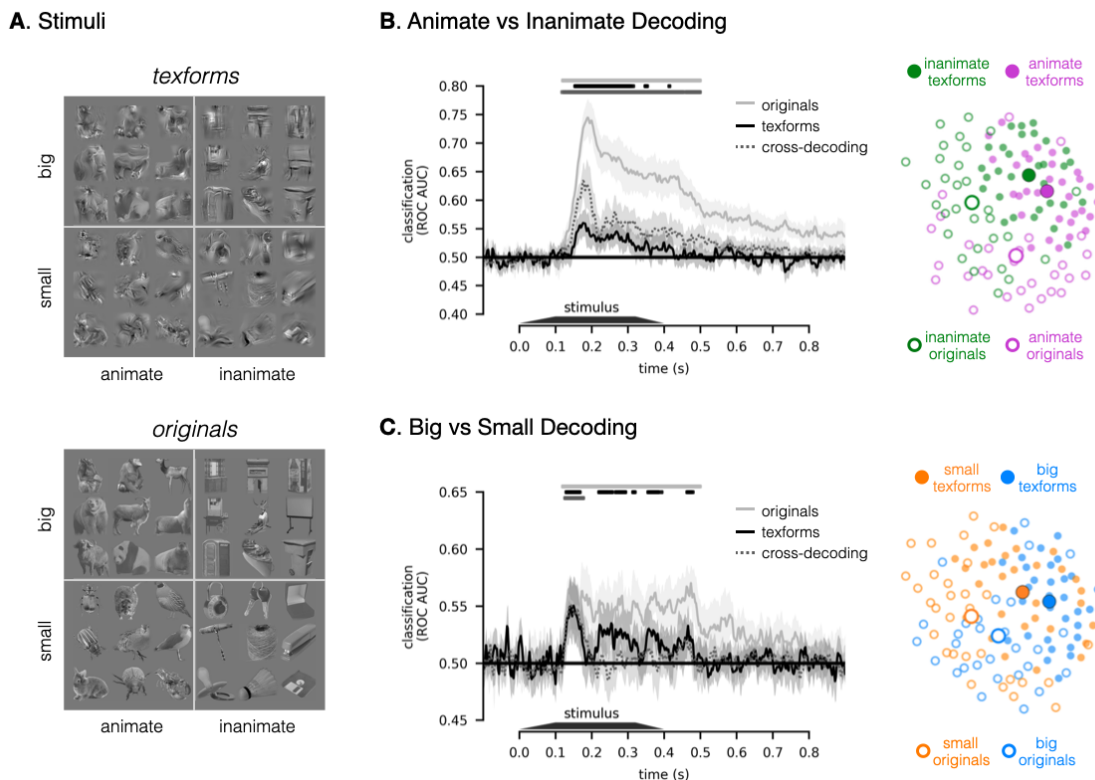 A. Stimuli
texforms
big
small
animate
inanimate
originals
big
small
animate
inanimate
B. Animate vs Inanimate Decoding
0.80
0.75
0.70
0.65
0.60
0.55
0.50
0.45
0.40
classification
(ROC AUC)
originals
texforms
cross-decoding
stimulus
0.0 0.1 0.2 0.3 0.4 0.5 0.6 0.7 0.8
time (s)
inanimate
texforms
animate
texforms
inanimate
originals
animate
originals
C. Big vs Small Decoding
0.65
0.60
0.55
0.50
0.45
classification
(ROC AUC)
originals
texforms
cross-decoding
stimulus
0.0 0.1 0.2 0.3 0.4 0.5 0.6 0.7 0.8
time (s)
small
texforms
big
texforms
small
originals
big
originals